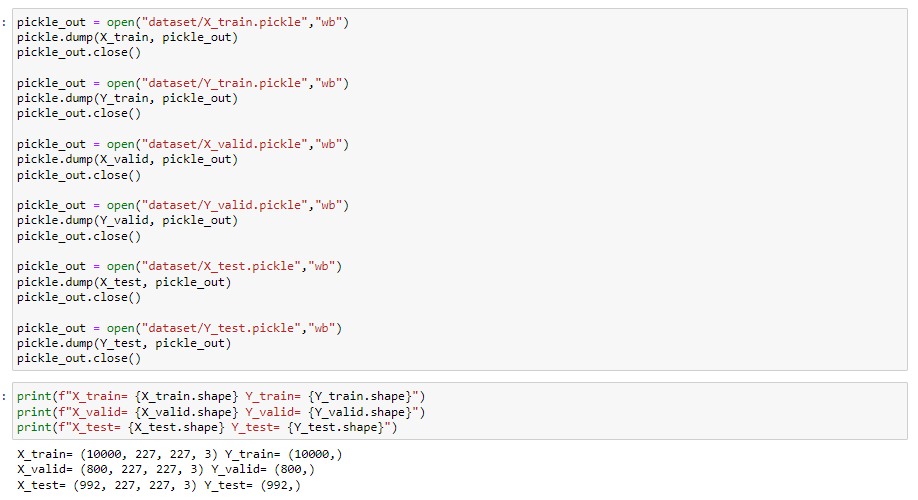 :
pickle_out = open("dataset/X_train.pickle","wb")
pickle.dump(X_train, pickle_out)
pickle_out.close()
pickle_out = open("dataset/Y_train.pickle","wb")
pickle.dump(Y_train, pickle_out)
pickle_out.close()
pickle_out = open("dataset/X_valid.pickle","wb")
pickle.dump(X_valid, pickle_out)
pickle_out.close()
pickle_out = open("dataset/Y_valid.pickle","wb")
pickle.dump(Y_valid, pickle_out)
pickle_out.close()
pickle_out = open("dataset/X_test.pickle","wb")
pickle.dump(X_test, pickle_out)
pickle_out.close()
pickle_out = open("dataset/Y_test.pickle","wb")
pickle.dump(Y_test, pickle_out)
pickle_out.close()
:
print(f"X_train= {X_train.shape} Y_train= {Y_train.shape}")
print(f"X_valid= {X_valid.shape} Y_valid= {Y_valid.shape}")
print(f"X_test= {X_test.shape} Y_test= {Y_test.shape}")
X_train= (10000, 227, 227, 3) Y_train= (10000,)
X_valid= (800, 227, 227, 3) Y_valid= (800,)
X_test= (992, 227, 227, 3) Y_test= (992,)